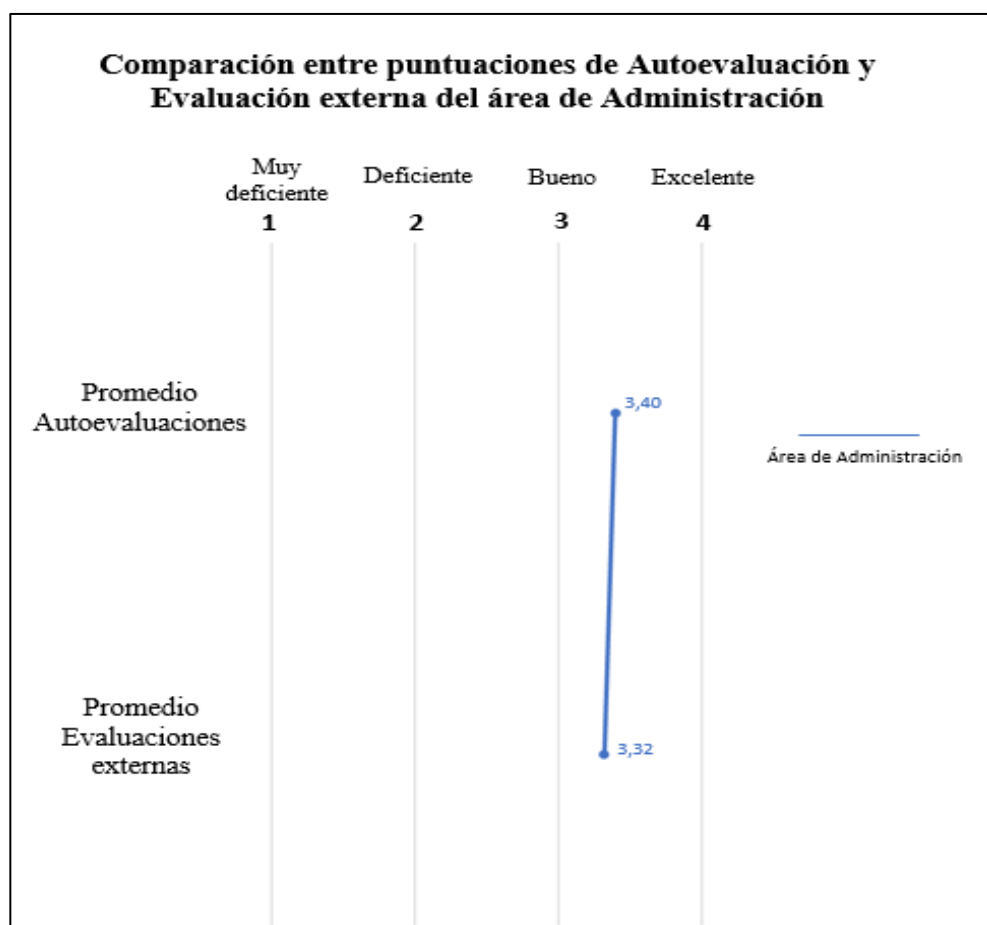 Comparación entre puntuaciones de Autoevaluación y
Evaluación externa del área de Administración
Muy
deficiente
Deficiente
Bueno
Excelente
1
2
3
4
Promedio
Autoevaluaciones
3,40
Área de Administración
Promedio
Evaluaciones
externas
3,32